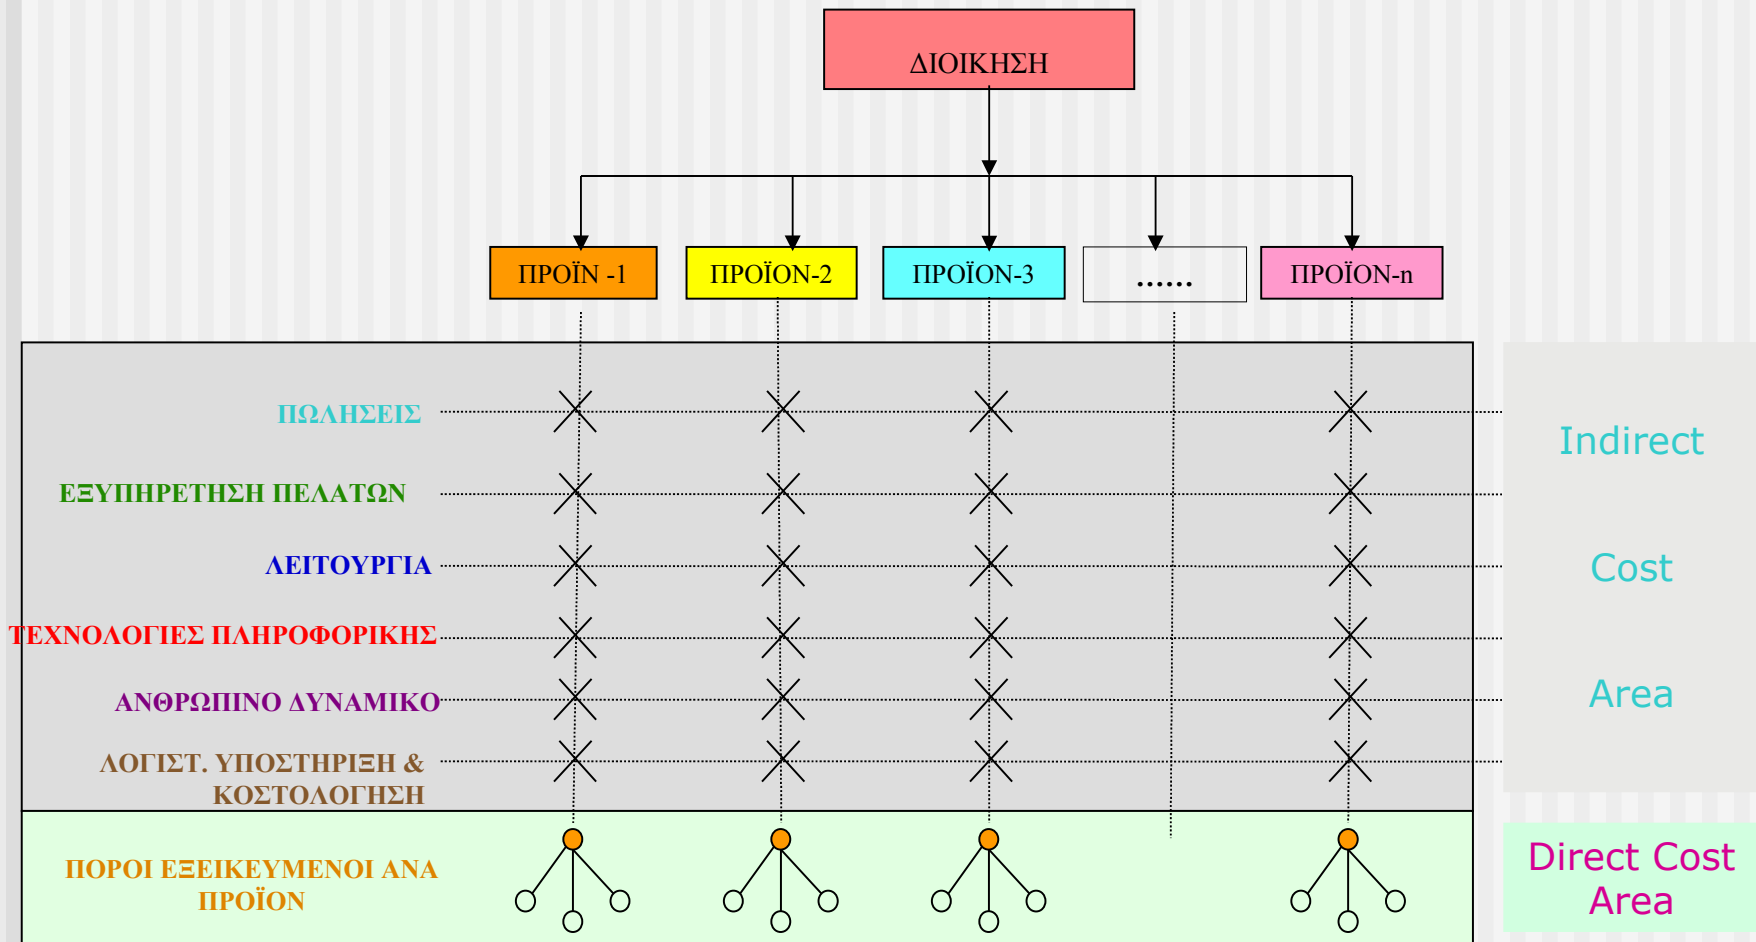 ΔΙΟΙΚΗΣΗ
ΠΡΟΪΝ -1
ΠΡΟΪΟΝ-2
ΠΡΟΪΟΝ-3
......
ΠΡΟΪΟΝ-n
ΠΩΛΗΣΕΙΣ
ΕΞΥΠΗΡΕΤΗΣΗ ΠΕΛΑΤΩΝ
ΛΕΙΤΟΥΡΓΙΑ
ΤΕΧΝΟΛΟΓΙΕΣ ΠΛΗΡΟΦΟΡΙΚΗΣ
ΑΝΘΡΩΠΙΝΟ ΔΥΝΑΜΙΚΟ
ΛΟΓΙΣΤ. ΥΠΟΣΤΗΡΙΞΗ &
ΚΟΣΤΟΛΟΓΗΣΗ
Indirect
Cost
Area
ΠΟΡΟΙ ΕΞΕΙΚΕΥΜΕΝΟΙ ΑΝΑ
ΠΡΟΪΟΝ
Direct Cost
Area